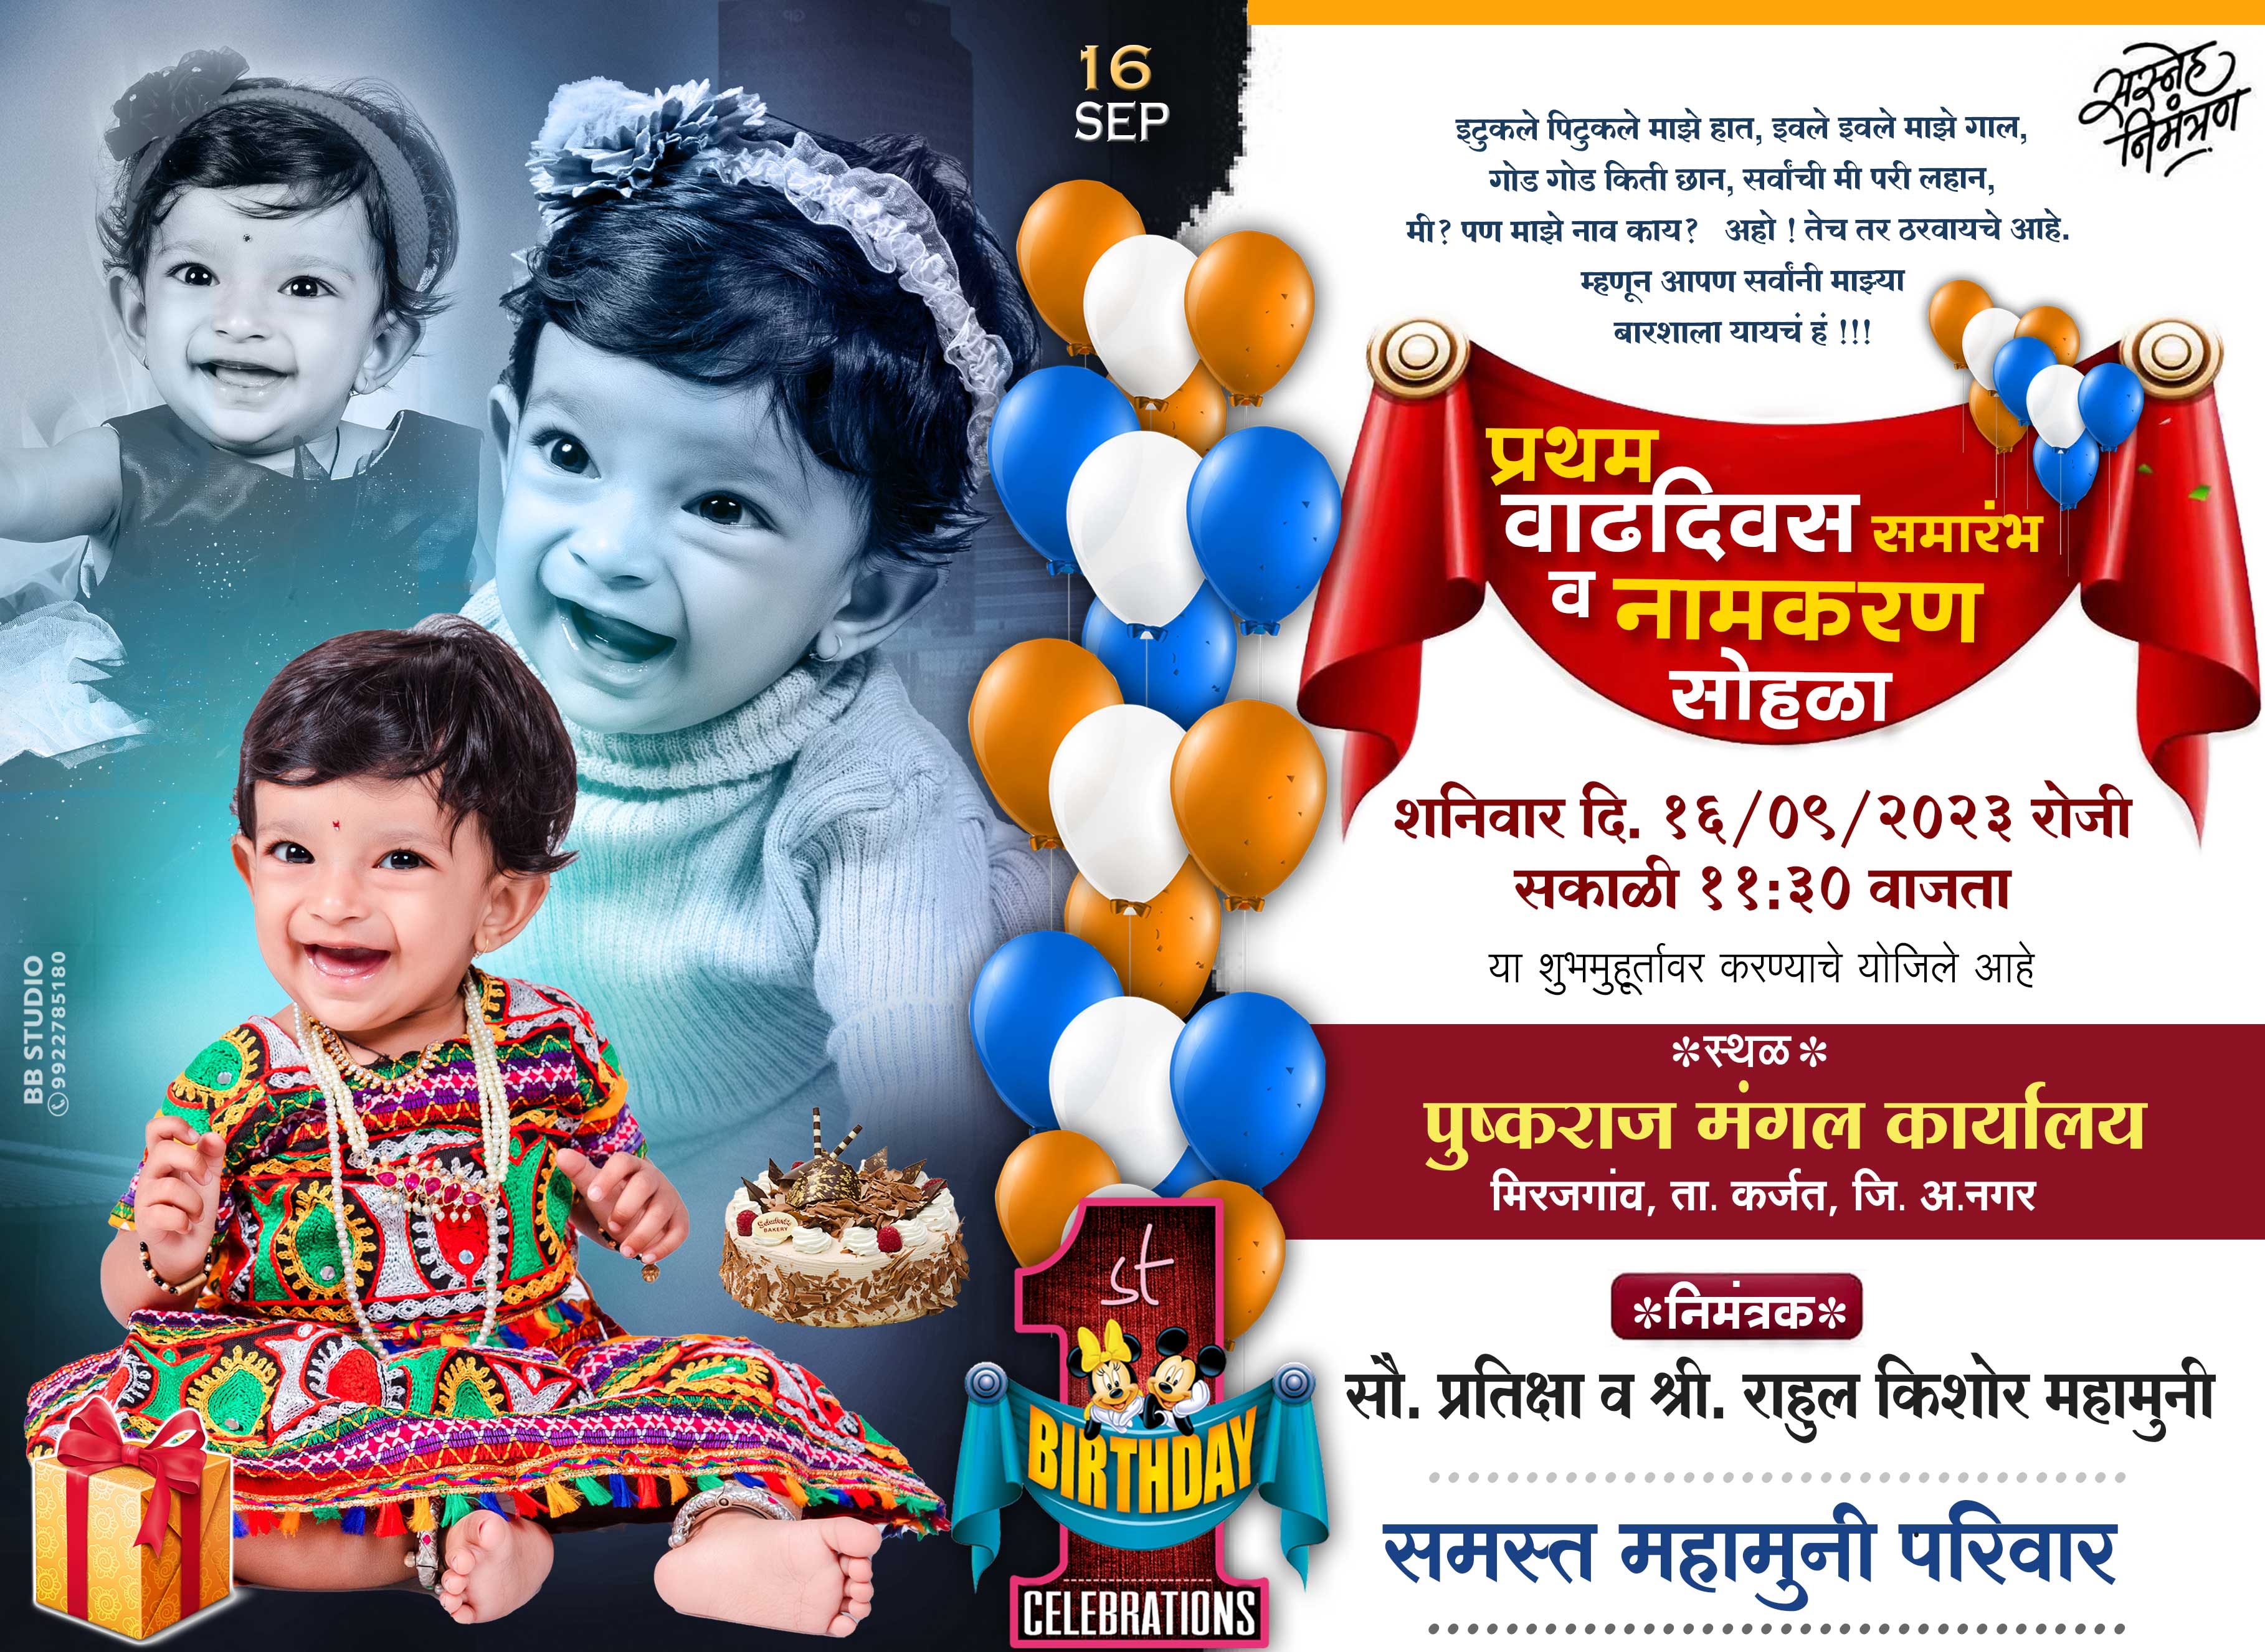 16
SEP
सस्नेह
निमंत्रण
इटुकले पिटुकले माझे हात, इवले इवले माझे गाल,
गोड गोड किती छान, सर्वांची मी परी लहान,
मी? पण माझे नाव काय? अहो ! तेच तर ठरवायचे आहे.
म्हणून आपण सर्वांनी माझ्या
बारशाला यायचं हं !!!
प्रथम
वाढदिवस समारंभ
व नामकरण
सोहळा
शनिवार दि. १६/०९/२०२३ रोजी
सकाळी ११:३० वाजता
या शुभमुहूर्तावर करण्याचे योजिले आहे
*स्थळ*
पुष्कराज मंगल कार्यालय
मिरजगांव, ता. कर्जत, जि. अ.नगर
*निमंत्रक*
सौ. प्रतिक्षा व श्री. राहुल किशोर महामुनी
समस्त महामुनी परिवार
BB STUDIO
9922785180
BAKERY
1st
BIRTHDAY
CELEBRATIONS